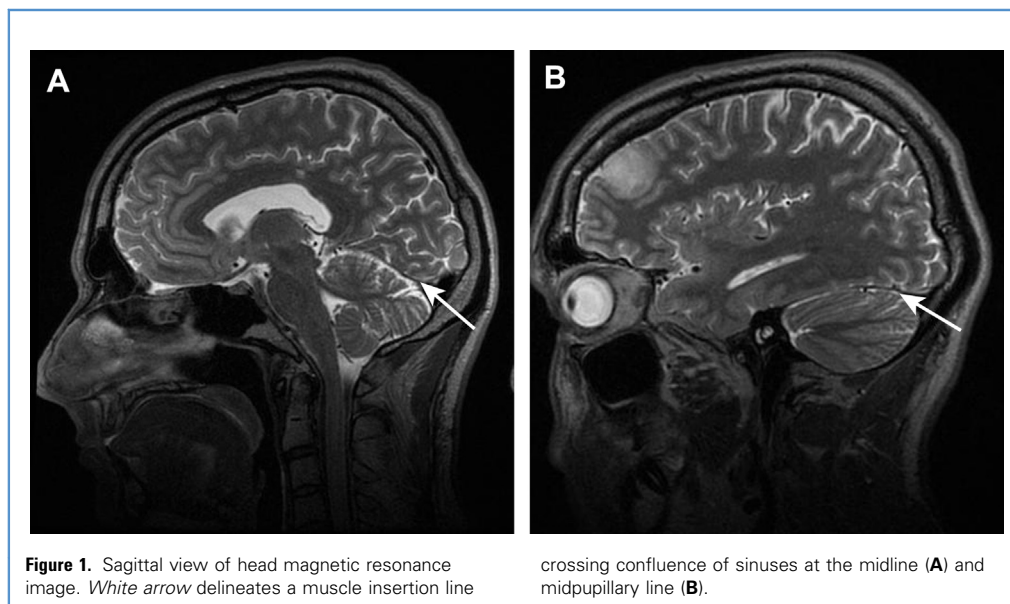 A
B
Figure 1. Sagittal view of head magnetic resonance
image. White arrow delineates a muscle insertion line
crossing confluence of sinuses at the midline (A) and
midpupillary line (B).